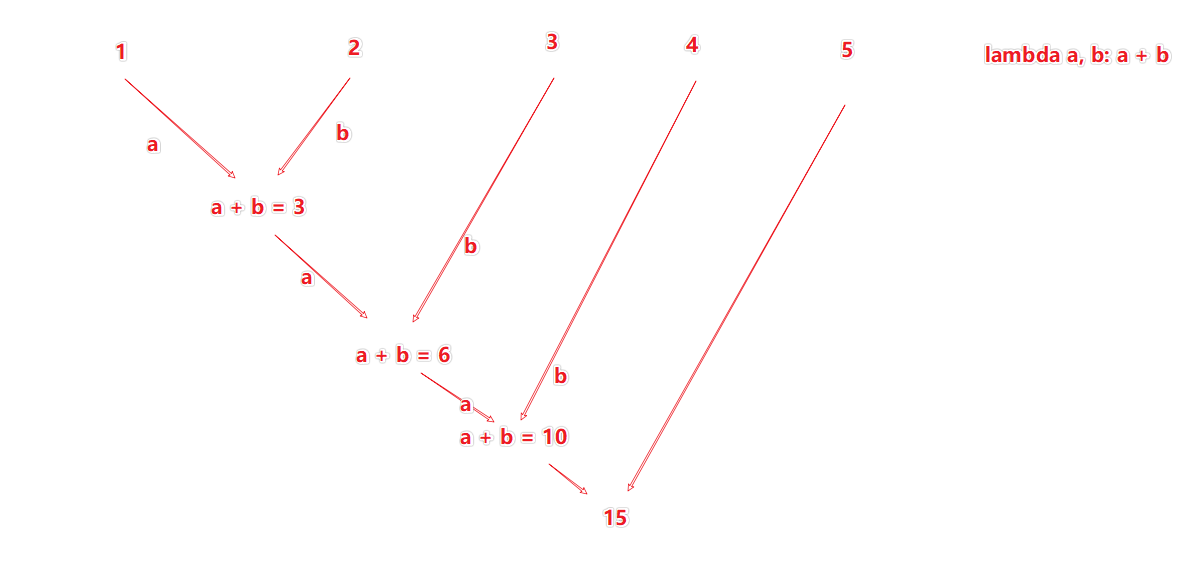 1 2 3 4 5 lambda a, b: a + b
a b
a + b = 3
b
a
a + b = 6
b
a
a + b = 10
15